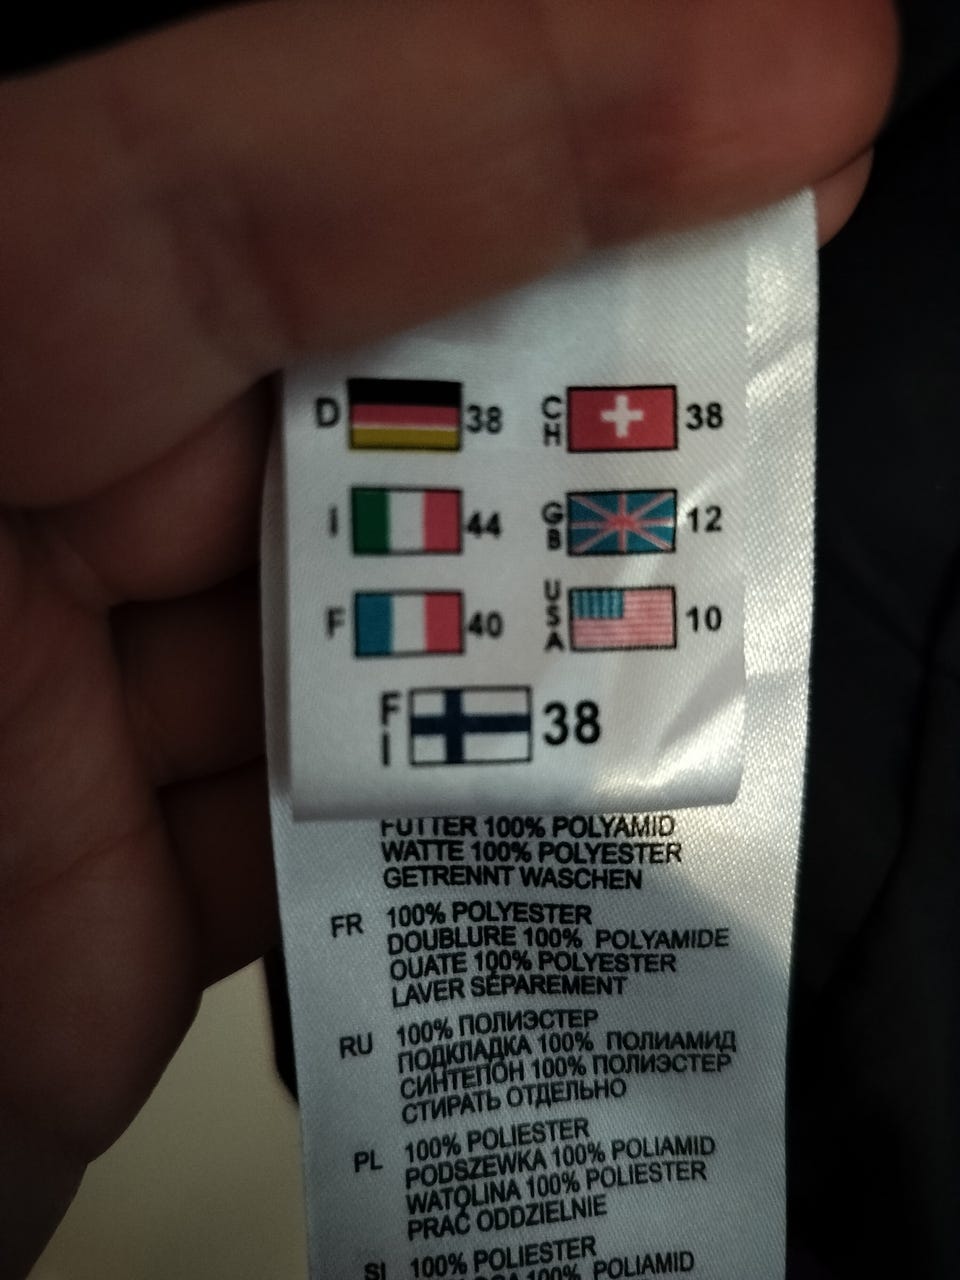 D 38 CH 38
I 44 GB 12
F 40 USA 10
FI 38
FUTTER 100% POLYAMID
WATTE 100% POLYESTER
GETRENNT WASCHEN
FR 100% POLYESTER
DOUBLURE 100% POLYAMIDE
OUATE 100% POLYESTER
LAVER SÉPAREMENT
RU 100% ПОЛИЭСТЕР
ПОДКЛАДКА 100% ПОЛИАМИД
СИНТЕПОН 100% ПОЛИЭСТЕР
СТИРАТЬ ОТДЕЛЬНО
PL 100% POLIESTER
PODSZEWKA 100% POLIAMID
WATOLINA 100% POLIESTER
PRAĆ ODDZIELNIE
SI 100% POLIESTER
100% POLIAMID